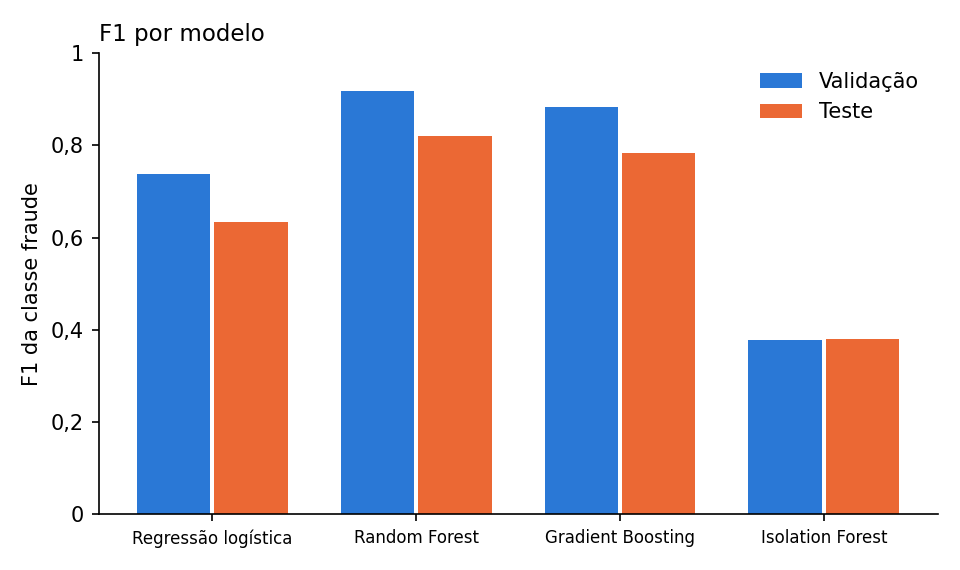 F1 por modelo
F1 da classe fraude
1
0,8
0,6
0,4
0,2
0
Validação
Teste
Regressão logística
Random Forest
Gradient Boosting
Isolation Forest